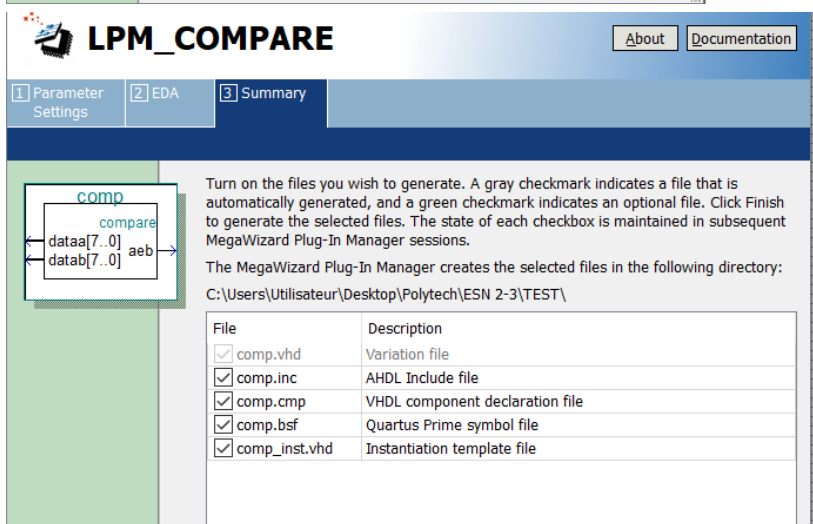 LPM_COMPARE
About
Documentation
1 Parameter Settings
2 EDA
3 Summary
comp
compare
dataa[7..0]
datab[7..0]
aeb
Turn on the files you wish to generate. A gray checkmark indicates a file that is
automatically generated, and a green checkmark indicates an optional file. Click Finish
to generate the selected files. The state of each checkbox is maintained in subsequent
MegaWizard Plug-In Manager sessions.
The MegaWizard Plug-In Manager creates the selected files in the following directory:
C:\Users\Utilisateur\Desktop\Polytech\ESN 2-3\TEST\
File Description
comp.vhd Variation file
comp.inc AHDL Include file
comp.cmp VHDL component declaration file
comp.bsf Quartus Prime symbol file
comp_inst.vhd Instantiation template file